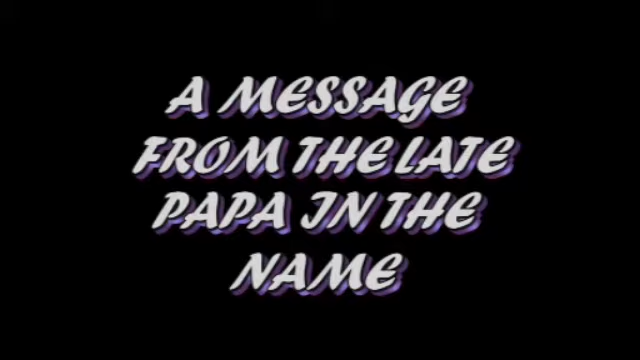 A MESSAGE
FROM THE LATE
PAPA IN THE
NAME